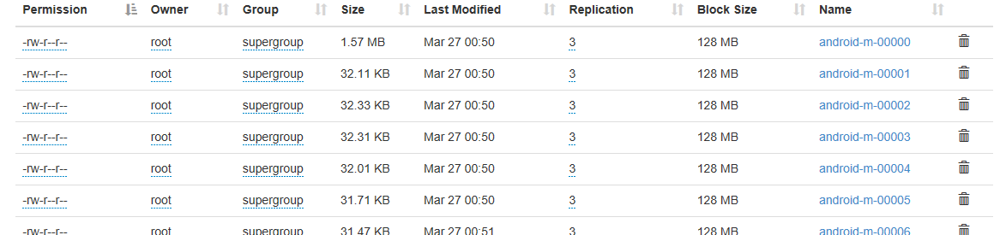 Permission Owner Group Size Last Modified Replication Block Size Name
-rw-r--r-- root supergroup 1.57 MB Mar 27 00:50 3 128 MB android-m-00000
-rw-r--r-- root supergroup 32.11 KB Mar 27 00:50 3 128 MB android-m-00001
-rw-r--r-- root supergroup 32.33 KB Mar 27 00:50 3 128 MB android-m-00002
-rw-r--r-- root supergroup 32.31 KB Mar 27 00:50 3 128 MB android-m-00003
-rw-r--r-- root supergroup 32.01 KB Mar 27 00:50 3 128 MB android-m-00004
-rw-r--r-- root supergroup 31.71 KB Mar 27 00:50 3 128 MB android-m-00005
-rw-r--r-- root supergroup 31.47 KB Mar 27 00:51 3 128 MB android-m-00006